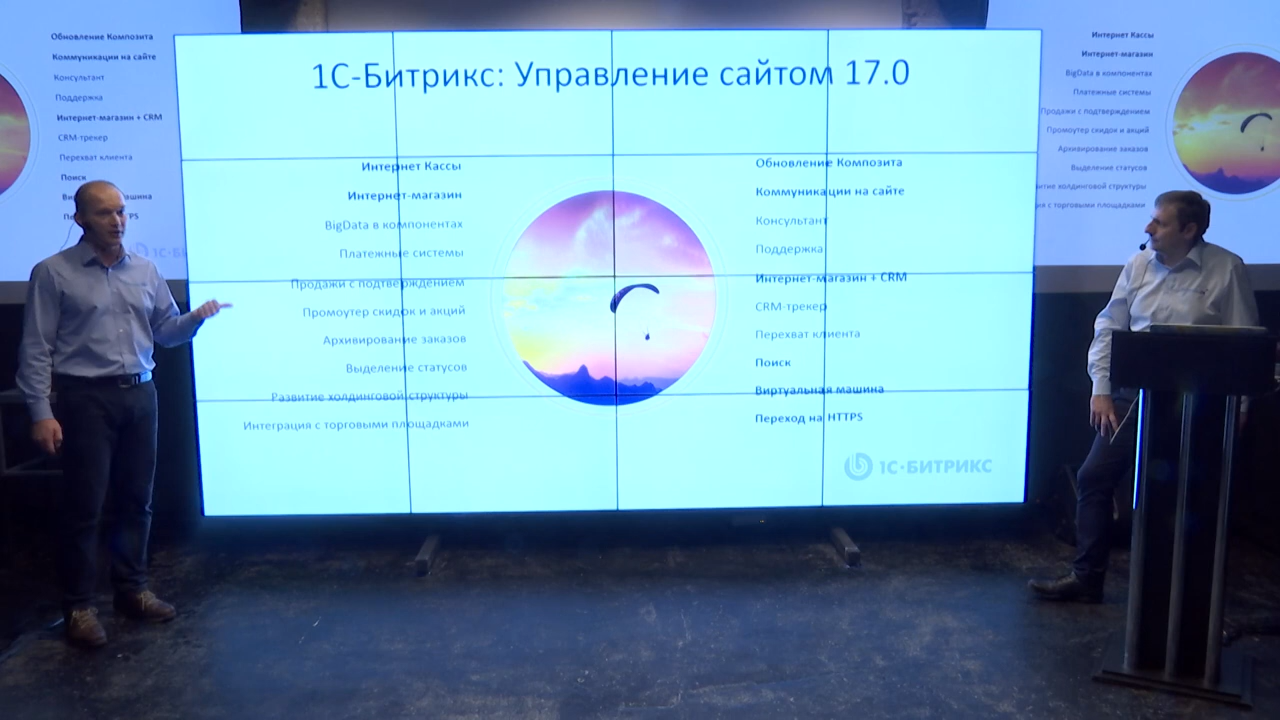 Обновление Композита
Коммуникации на сайте
Консультант
Поддержка
Интернет-магазин + CRM
CRM-трекер
Перехват клиента
Поиск
1С-Битрикс: Управление сайтом 17.0
Интернет Кассы
Интернет-магазин
BigData в компонентах
Платежные системы
Продажи с подтверждением
Промоутер скидок и акций
Архивирование заказов
Выделение статусов
Развитие холдинговой структуры
Интеграция с торговыми площадками
Обновление Композита
Коммуникации на сайте
Консультант
Поддержка
Интернет-магазин + CRM
CRM-трекер
Перехват клиента
Поиск
Виртуальная машина
Переход на HTTPS
1С·БИТРИКС
Интернет Кассы
Интернет-магазин
BigData в компонентах
Платежные системы
Продажи с подтверждением
Промоутер скидок и акций
Архивирование заказов
Выделение статусов
холдинговой структуры
с торговыми площадками